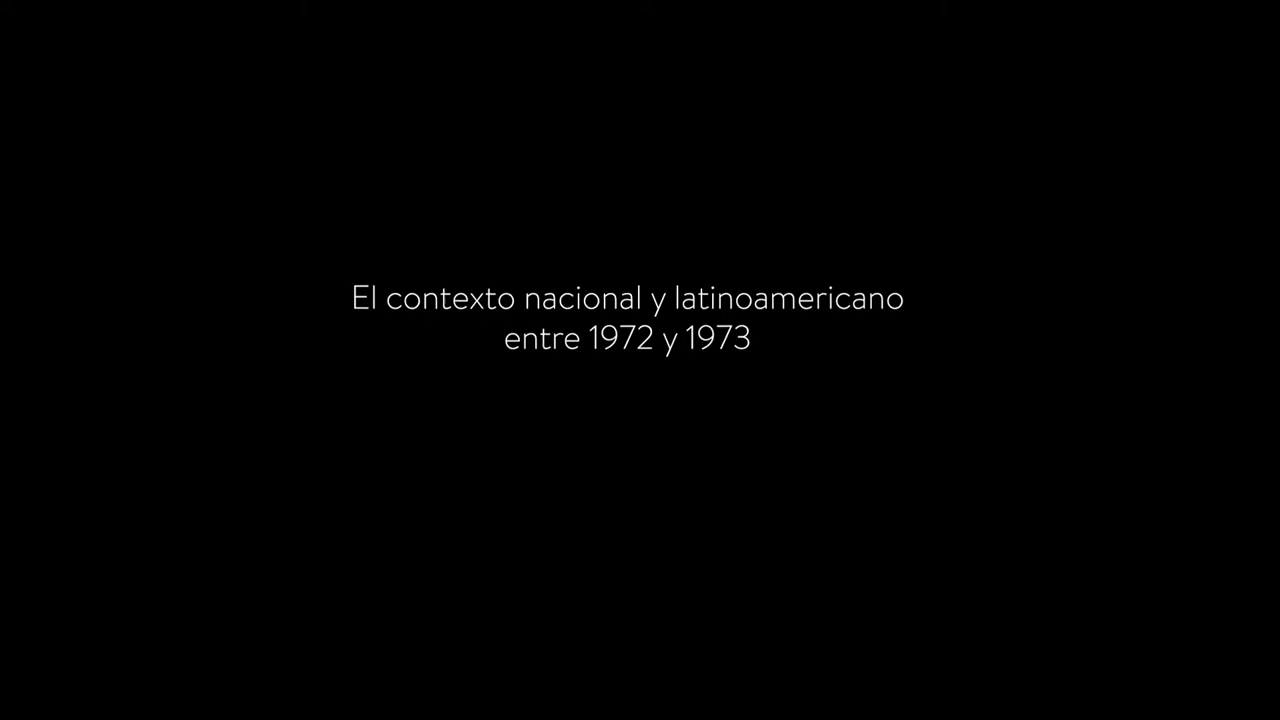 El contexto nacional y latinoamericano
entre 1972 y 1973